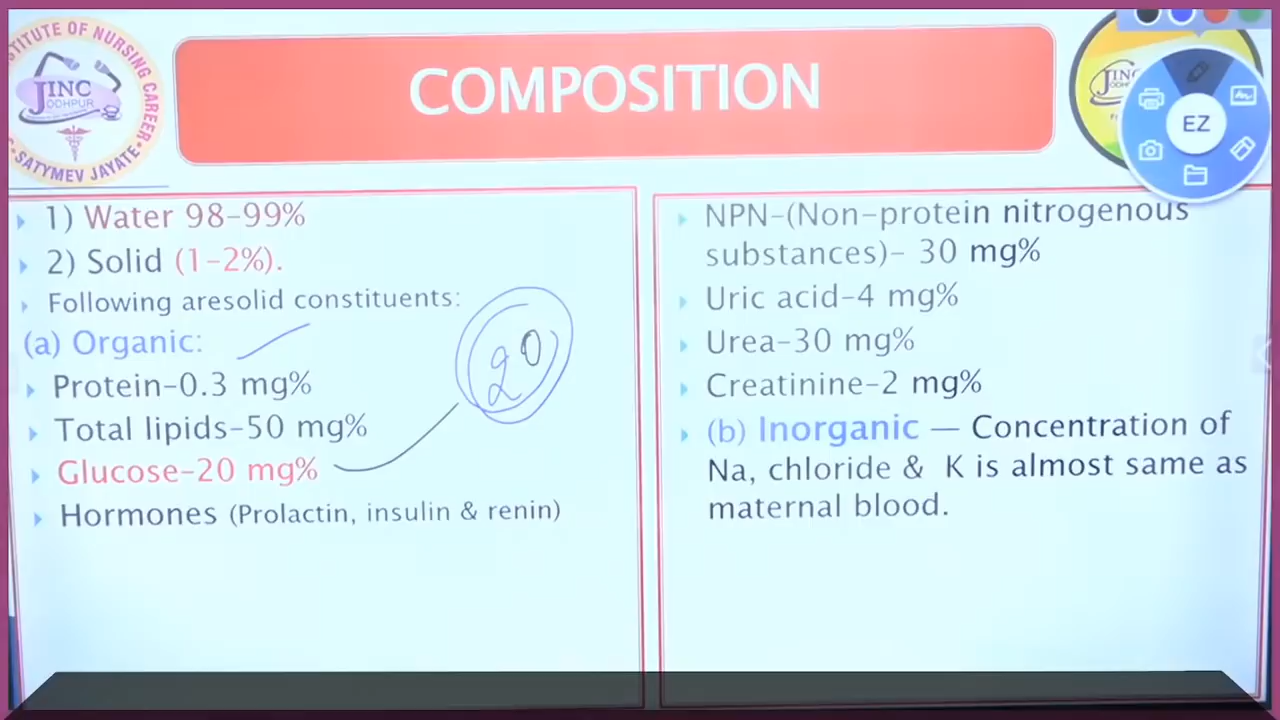 COMPOSITION
STITUTE OF NURSING CAREER
JINC
JODHPUR
SATYMEV JAYATE
JINC
EZ
1) Water 98-99%
2) Solid (1-2%).
Following aresolid constituents:
(a) Organic:
Protein-0.3 mg%
Total lipids-50 mg%
Glucose-20 mg%
Hormones (Prolactin, insulin & renin)
20
NPN-(Non-protein nitrogenous
substances)- 30 mg%
Uric acid-4 mg%
Urea-30 mg%
Creatinine-2 mg%
(b) Inorganic — Concentration of
Na, chloride & K is almost same as
maternal blood.